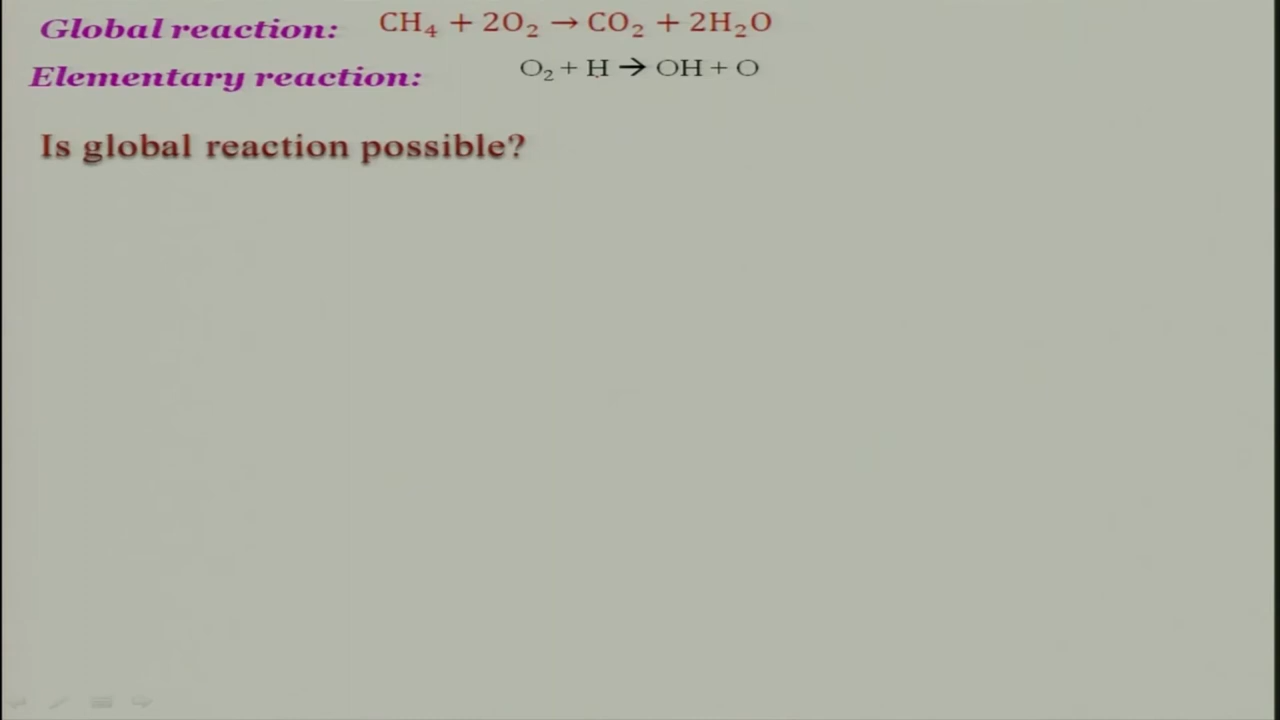 Global reaction: CH₄ + 2O₂ → CO₂ + 2H₂O
Elementary reaction: O₂ + H → OH + O
Is global reaction possible?